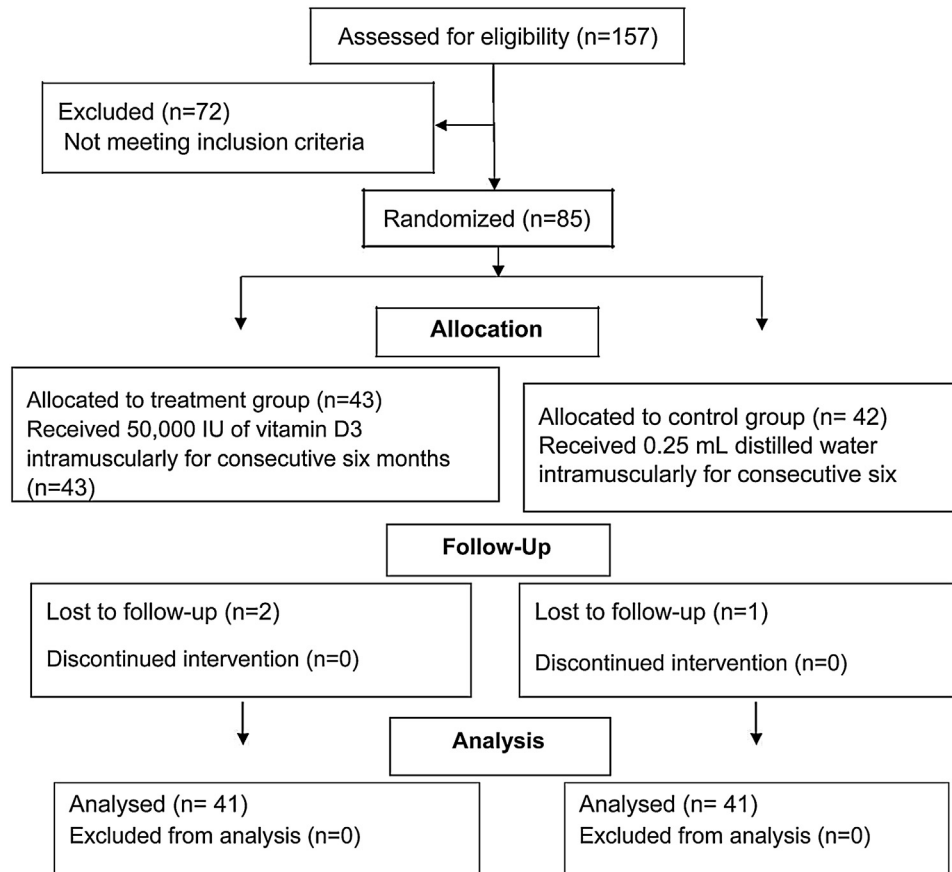 Assessed for eligibility (n=157)
Excluded (n=72)
Not meeting inclusion criteria
Randomized (n=85)
Allocation
Allocated to treatment group (n=43)
Received 50,000 IU of vitamin D3
intramuscularly for consecutive six months
(n=43)
Allocated to control group (n= 42)
Received 0.25 mL distilled water
intramuscularly for consecutive six
Follow-Up
Lost to follow-up (n=2)
Discontinued intervention (n=0)
Lost to follow-up (n=1)
Discontinued intervention (n=0)
Analysis
Analysed (n= 41)
Excluded from analysis (n=0)
Analysed (n= 41)
Excluded from analysis (n=0)